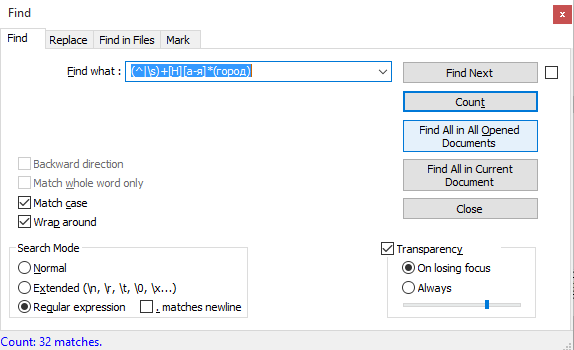 Find
x
Find Replace Find in Files Mark
Find what : (^|\s)+[Н][а-я]*(город)
Find Next
Count
Find All in All Opened
Documents
Find All in Current
Document
Close
Backward direction
Match whole word only
Match case
Wrap around
Search Mode
Normal
Extended (\n, \r, \t, \0, \x...)
Regular expression . matches newline
Transparency
On losing focus
Always
Count: 32 matches.